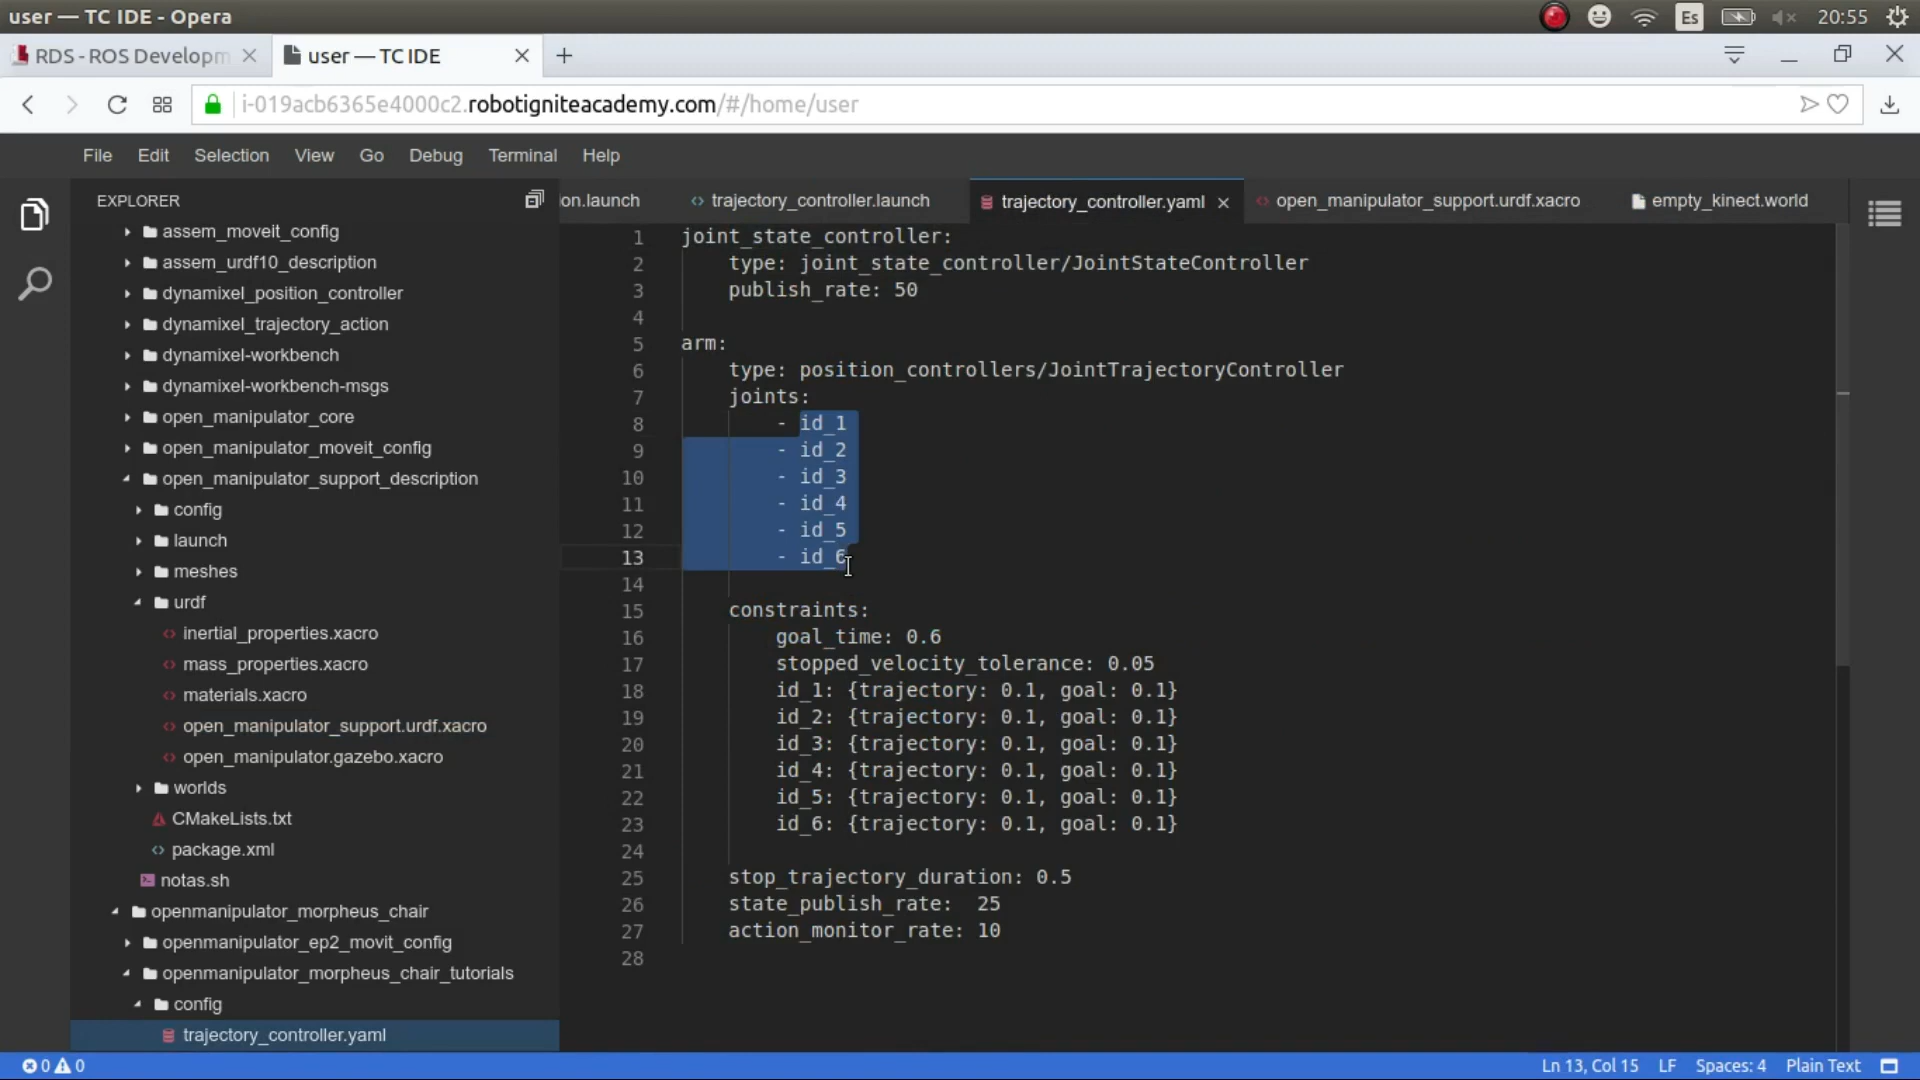 user — TC IDE - Opera
Es
20:55
RDS - ROS Developm
user — TC IDE
i-019acb6365e4000c2.robotigniteacademy.com/#/home/user
File Edit Selection View Go Debug Terminal Help
EXPLORER
assem_moveit_config
assem_urdf10_description
dynamixel_position_controller
dynamixel_trajectory_action
dynamixel-workbench
dynamixel-workbench-msgs
open_manipulator_core
open_manipulator_moveit_config
open_manipulator_support_description
config
launch
meshes
urdf
inertial_properties.xacro
mass_properties.xacro
materials.xacro
open_manipulator_support.urdf.xacro
open_manipulator.gazebo.xacro
worlds
CMakeLists.txt
package.xml
notas.sh
openmanipulator_morpheus_chair
openmanipulator_ep2_movit_config
openmanipulator_morpheus_chair_tutorials
config
trajectory_controller.yaml
ion.launch
trajectory_controller.launch
trajectory_controller.yaml
open_manipulator_support.urdf.xacro
empty_kinect.world
1 joint_state_controller:
2 type: joint_state_controller/JointStateController
3 publish_rate: 50
4
5 arm:
6 type: position_controllers/JointTrajectoryController
7 joints:
8 - id_1
9 - id_2
10 - id_3
11 - id_4
12 - id_5
13 - id_6
14
15 constraints:
16 goal_time: 0.6
17 stopped_velocity_tolerance: 0.05
18 id_1: {trajectory: 0.1, goal: 0.1}
19 id_2: {trajectory: 0.1, goal: 0.1}
20 id_3: {trajectory: 0.1, goal: 0.1}
21 id_4: {trajectory: 0.1, goal: 0.1}
22 id_5: {trajectory: 0.1, goal: 0.1}
23 id_6: {trajectory: 0.1, goal: 0.1}
24
25 stop_trajectory_duration: 0.5
26 state_publish_rate:  25
27 action_monitor_rate: 10
28
0 0
Ln 13, Col 15
LF
Spaces: 4
Plain Text